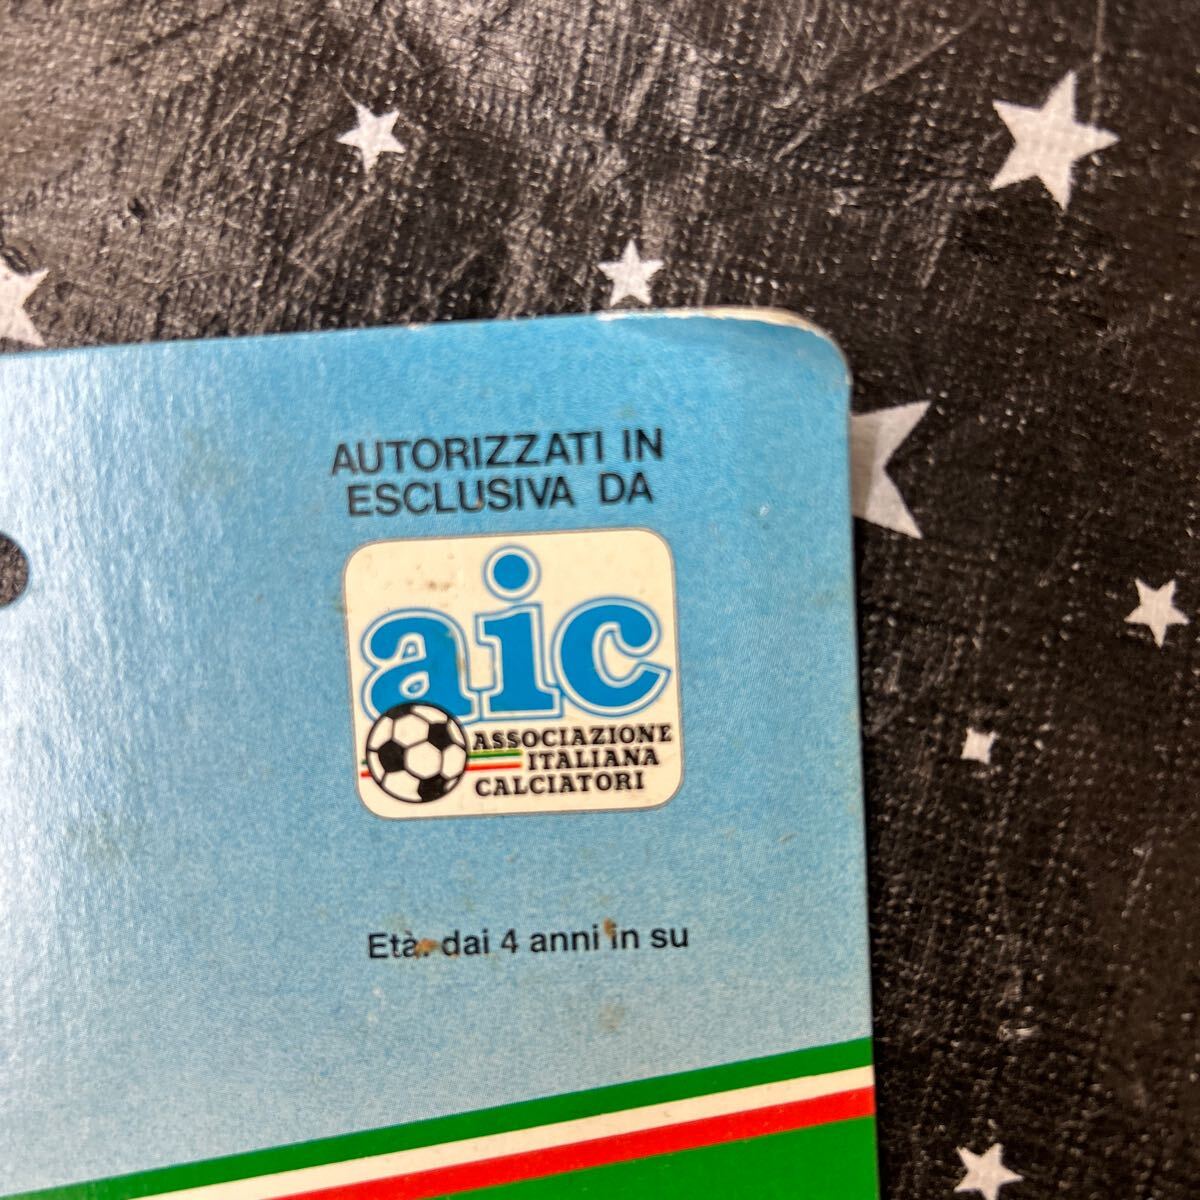 AUTORIZZATI IN
ESCLUSIVA DA
aic
ASSOCIAZIONE
ITALIANA
CALCIATORI
Età: dai 4 anni in su